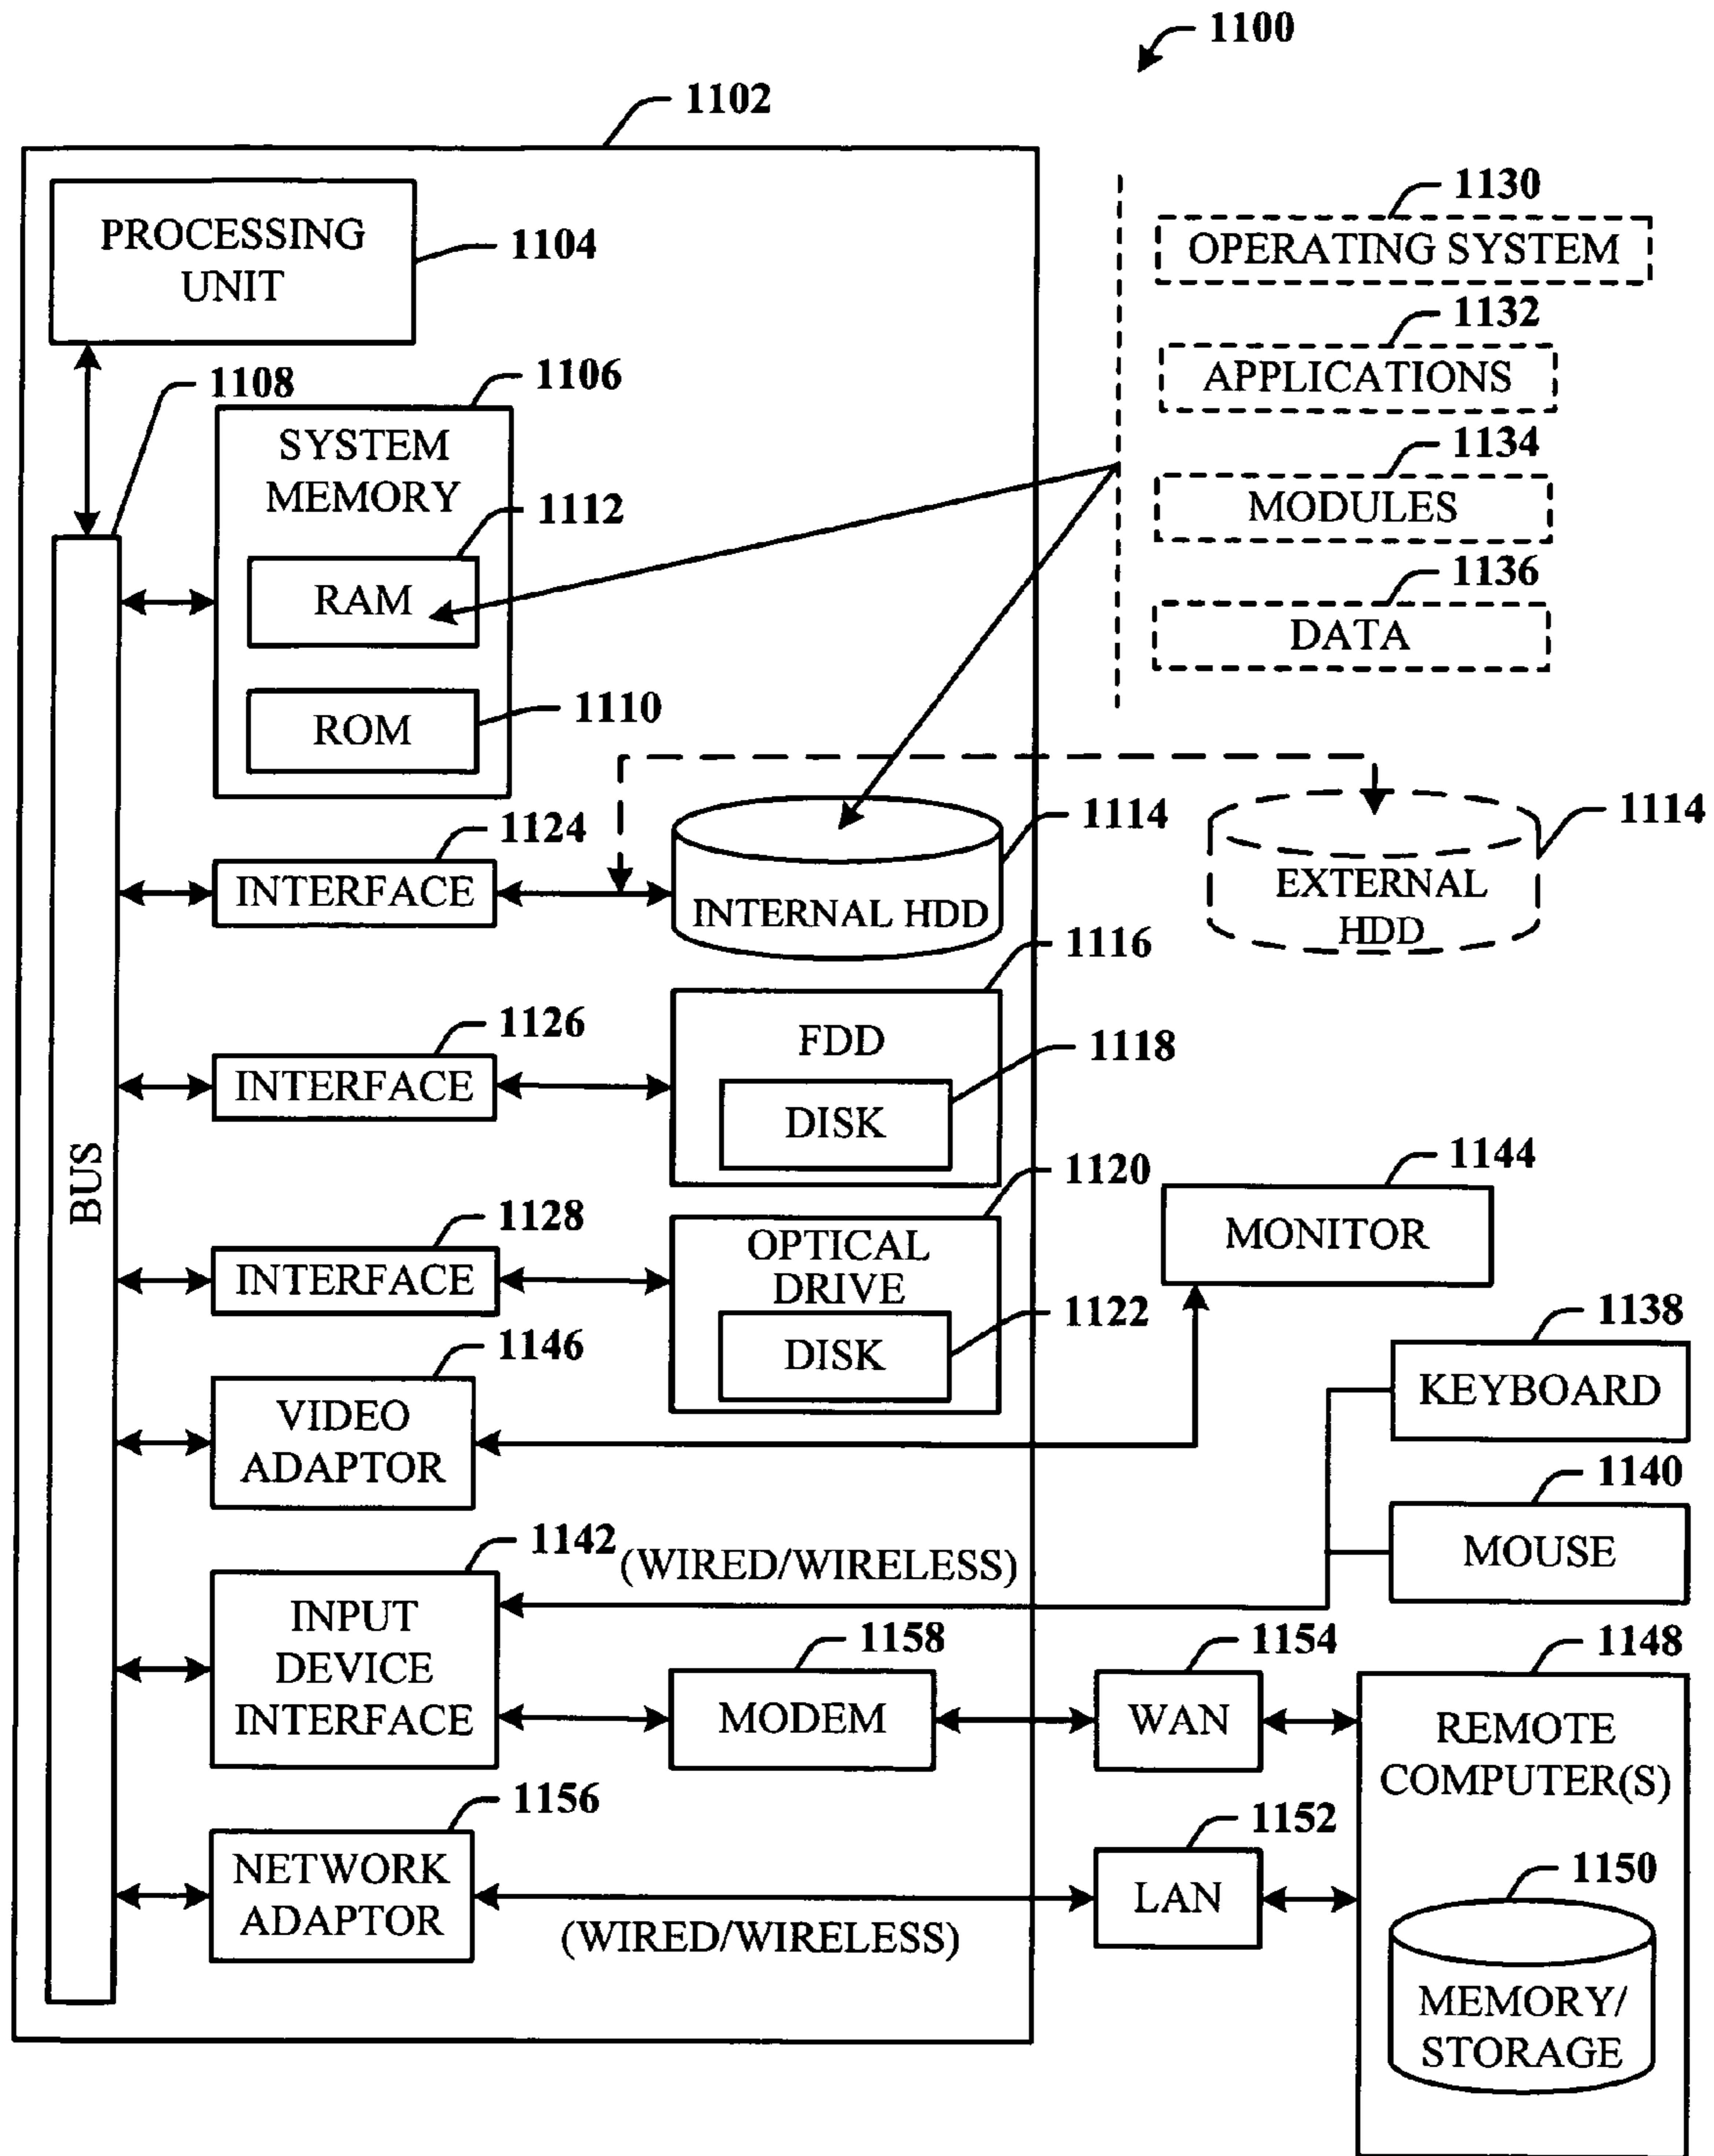 1100
1102
PROCESSING
UNIT
1104
1130
OPERATING SYSTEM
1132
APPLICATIONS
1134
MODULES
1136
DATA
1108
1106
SYSTEM
MEMORY
1112
RAM
1110
ROM
1124
INTERFACE
1114
INTERNAL HDD
1114
EXTERNAL
HDD
1126
INTERFACE
1116
FDD
1118
DISK
BUS
1128
INTERFACE
1120
OPTICAL
DRIVE
1122
DISK
1144
MONITOR
1146
VIDEO
ADAPTOR
1138
KEYBOARD
1140
MOUSE
1142
(WIRED/WIRELESS)
INPUT
DEVICE
INTERFACE
1158
MODEM
1154
WAN
1148
REMOTE
COMPUTER(S)
1156
NETWORK
ADAPTOR
(WIRED/WIRELESS)
1152
LAN
1150
MEMORY/
STORAGE